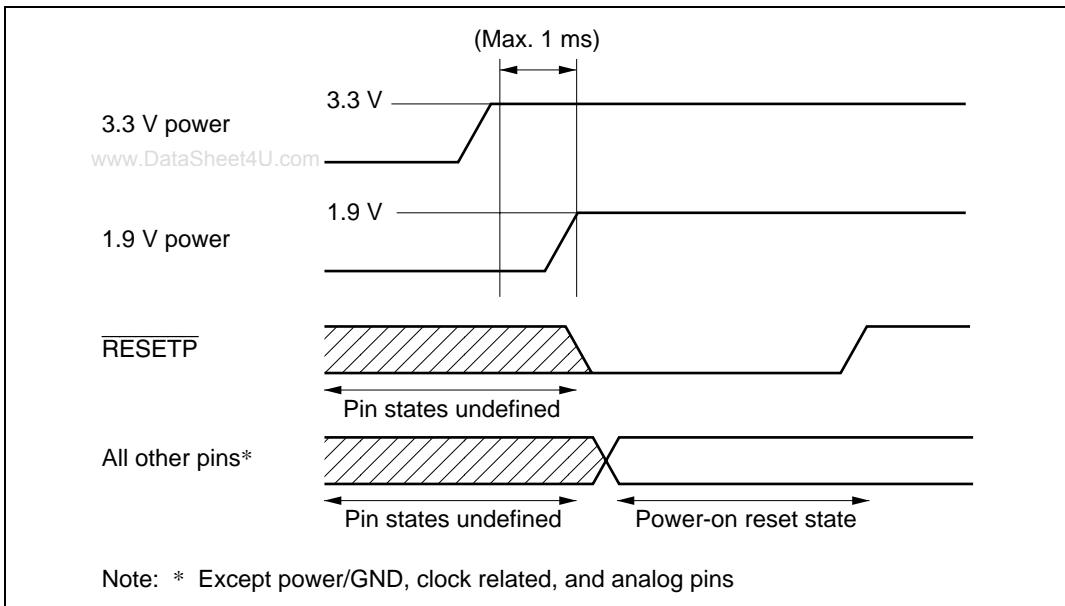 (Max. 1 ms)
3.3 V
3.3 V power
www.DataSheet4U.com
1.9 V
1.9 V power
RESETP
Pin states undefined
All other pins*
Pin states undefined
Power-on reset state
Note: * Except power/GND, clock related, and analog pins